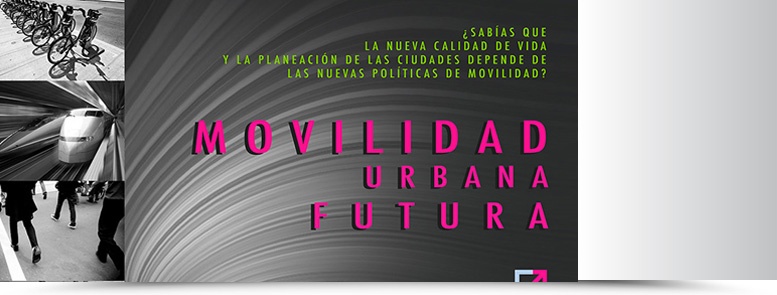 ¿SABÍAS QUE
LA NUEVA CALIDAD DE VIDA
Y LA PLANEACIÓN DE LAS CIUDADES DEPENDE DE
LAS NUEVAS POLÍTICAS DE MOVILIDAD?
MOVILIDAD
URBANA
FUTURA